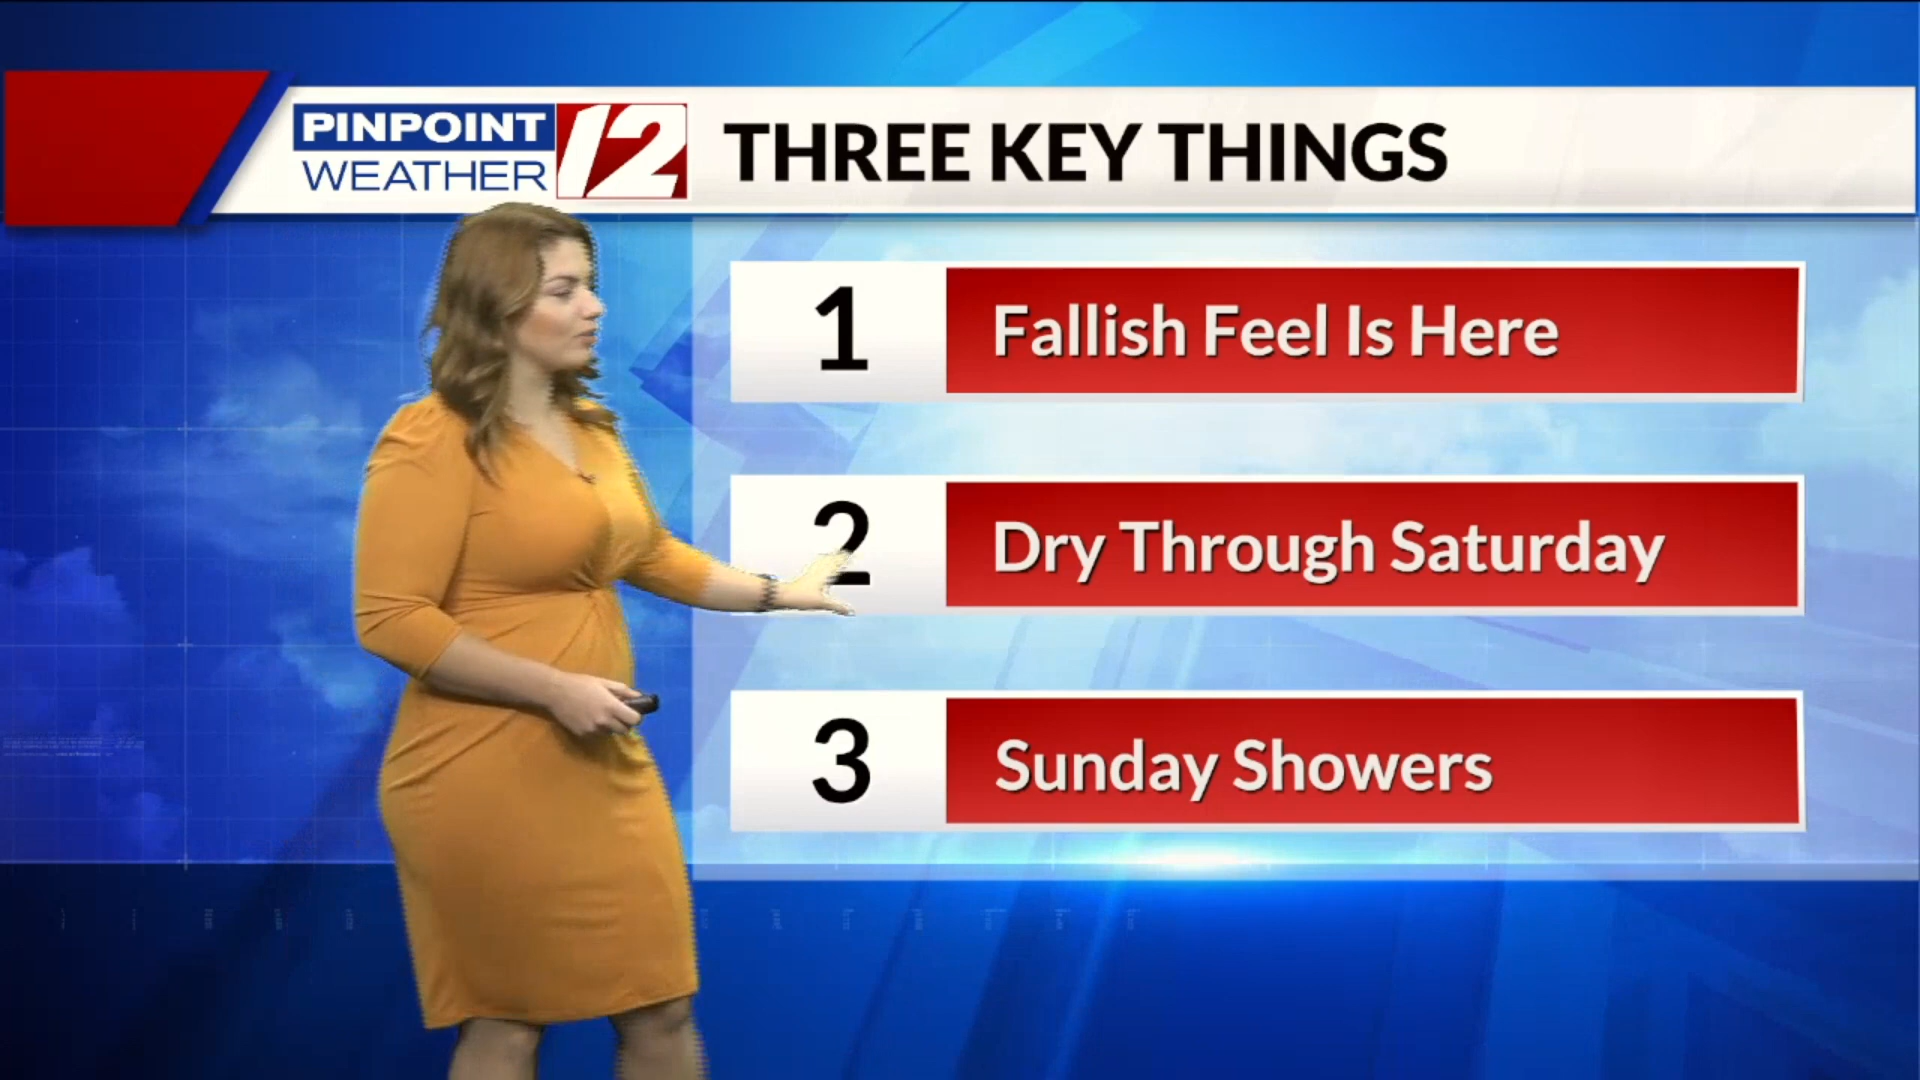 PINPOINT
WEATHER
12
THREE KEY THINGS
1
Fallish Feel Is Here
2
Dry Through Saturday
3
Sunday Showers